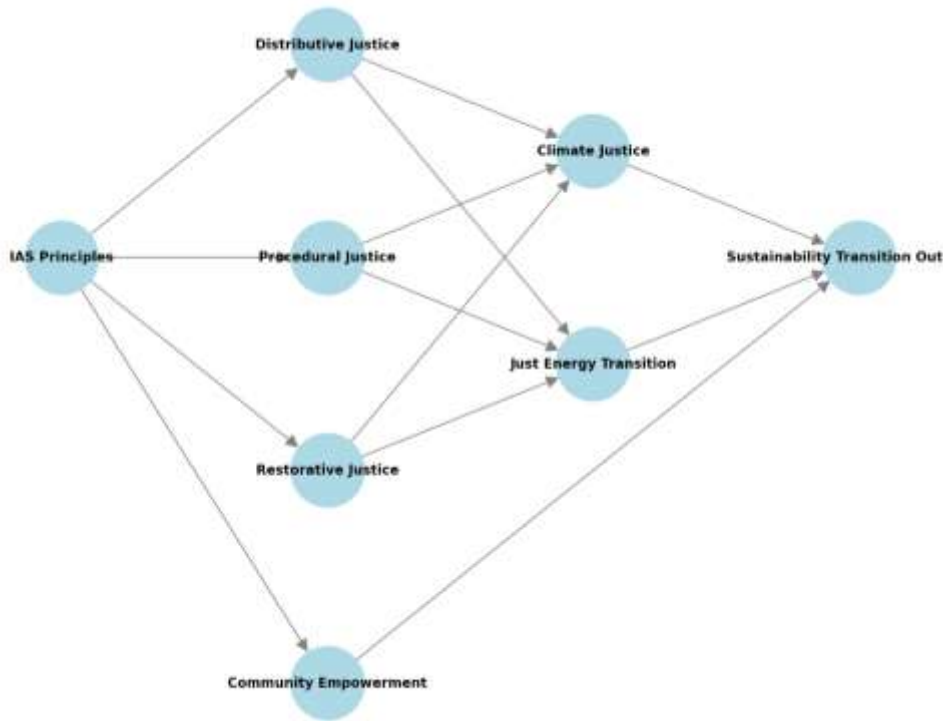 Distributive Justice
Climate Justice
IAS Principles
Procedural Justice
Sustainability Transition Out
Just Energy Transition
Restorative Justice
Community Empowerment